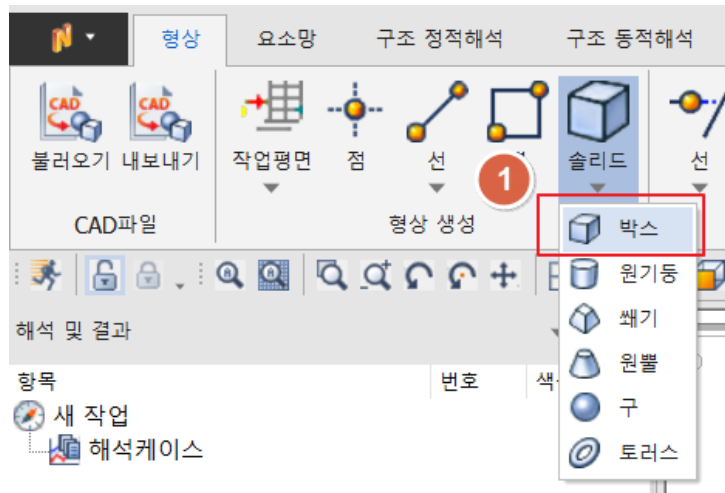 형상 요소망 구조 정적해석 구조 동적해석
CAD CAD
불러오기 내보내기 작업평면 점 선 솔리드 선
1
CAD파일 형상 생성
박스
원기둥
쐐기
원뿔
구
토러스
해석 및 결과
항목 번호
새 작업
해석케이스